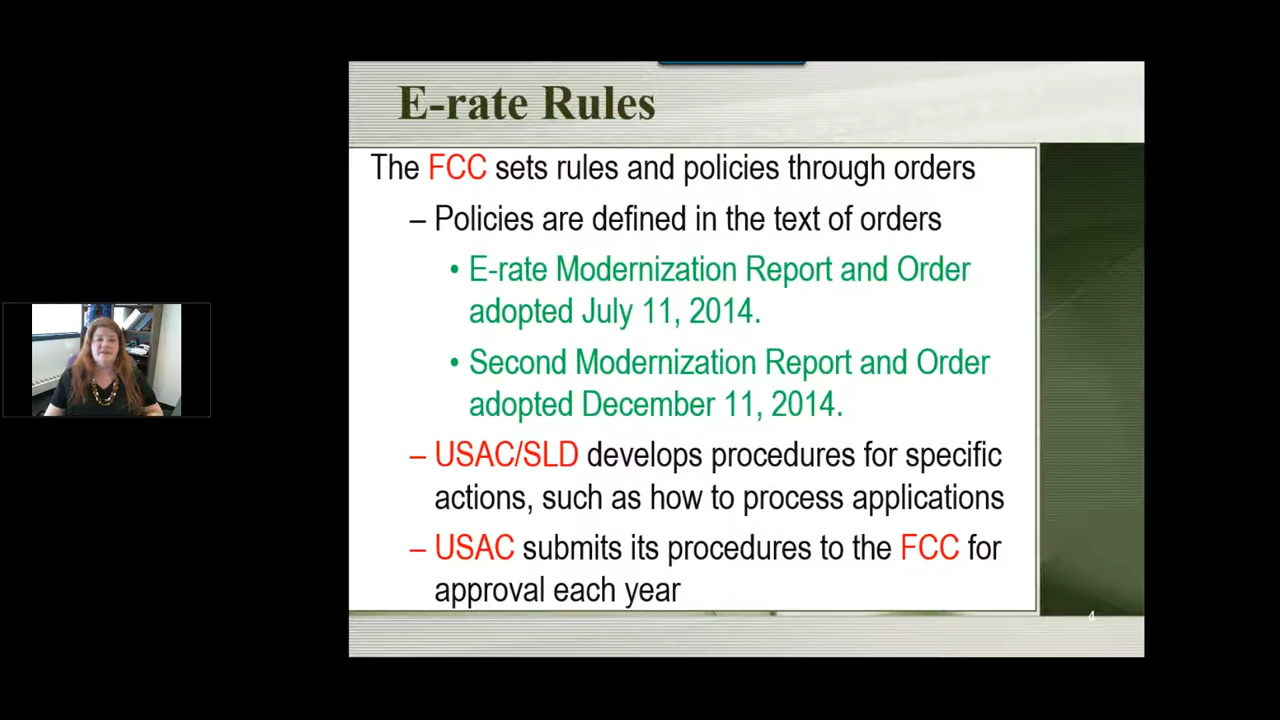 E-rate Rules
The FCC sets rules and policies through orders
– Policies are defined in the text of orders
• E-rate Modernization Report and Order
adopted July 11, 2014.
• Second Modernization Report and Order
adopted December 11, 2014.
– USAC/SLD develops procedures for specific
actions, such as how to process applications
– USAC submits its procedures to the FCC for
approval each year
4